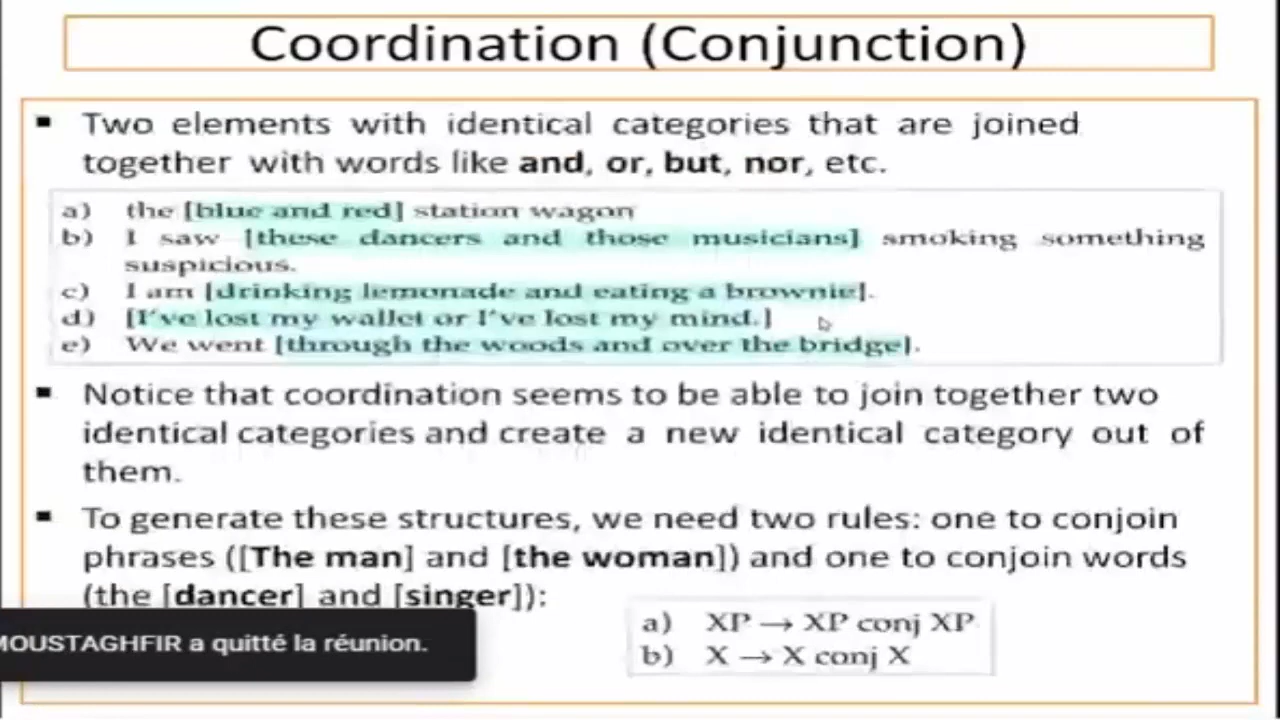 Coordination (Conjunction)
▪ Two elements with identical categories that are joined
together with words like and, or, but, nor, etc.
a) the [blue and red] station wagon
b) I saw [these dancers and those musicians] smoking something
suspicious.
c) I am [drinking lemonade and eating a brownie].
d) [I've lost my wallet or I've lost my mind.]
e) We went [through the woods and over the bridge].
▪ Notice that coordination seems to be able to join together two
identical categories and create a new identical category out of
them.
▪ To generate these structures, we need two rules: one to conjoin
phrases ([The man] and [the woman]) and one to conjoin words
(the [dancer] and [singer]):
MOUSTAGHFIR a quitté la réunion.
a) XP → XP conj XP
b) X → X conj X